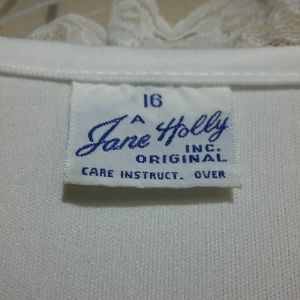 16
A
Jane Holly
INC.
ORIGINAL
CARE INSTRUCT. OVER